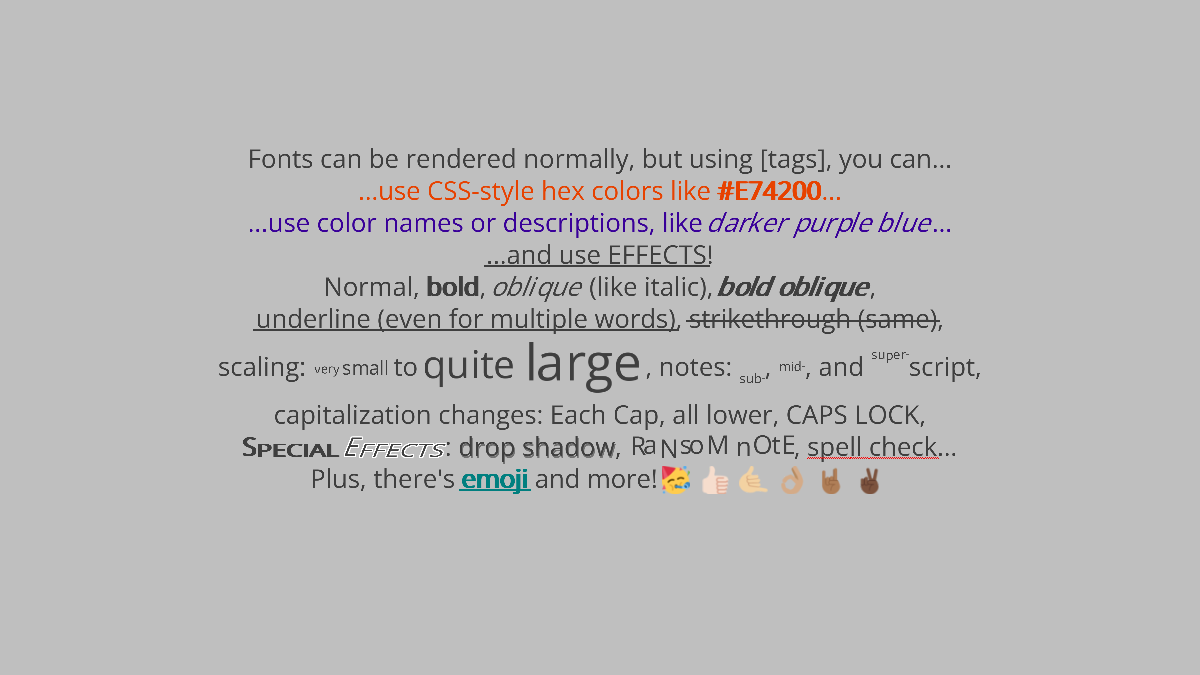 Fonts can be rendered normally, but using [tags], you can...
...use CSS-style hex colors like #E74200...
...use color names or descriptions, like darker purple blue...
...and use EFFECTS!
Normal, bold, oblique (like italic), bold oblique,
underline (even for multiple words), strikethrough (same),
scaling: very small to quite large, notes: sub-, mid-, and super-script,
capitalization changes: Each Cap, all lower, CAPS LOCK,
SPECIAL EFFECTS: drop shadow, RaNsoM nOtE, spell check...
Plus, there's emoji and more!🥳 👍🏻 🤙🏼 👌🏽 🤘🏾 ✌🏿